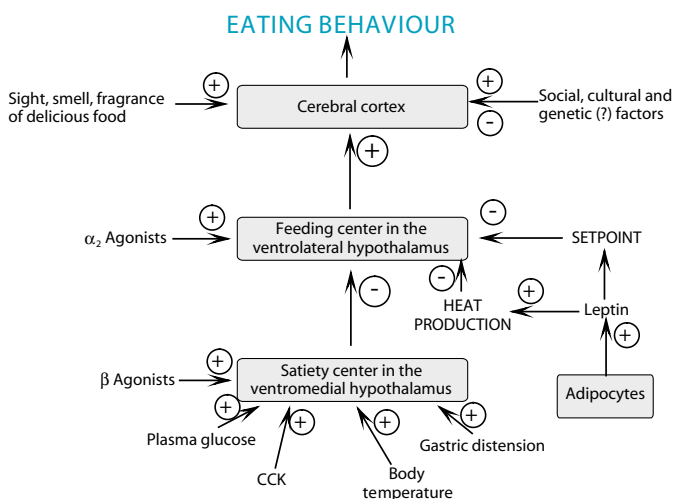 EATING BEHAVIOUR
+
+
Sight, smell, fragrance
of delicious food
Cerebral cortex
Social, cultural and
genetic (?) factors
-
+
+
-
α₂ Agonists
Feeding center in the
ventrolateral hypothalamus
SETPOINT
-
-
+
HEAT
PRODUCTION
Leptin
+
+
β Agonists
Satiety center in the
ventromedial hypothalamus
Adipocytes
+
+
+
+
Plasma glucose
Gastric distension
CCK
Body
temperature